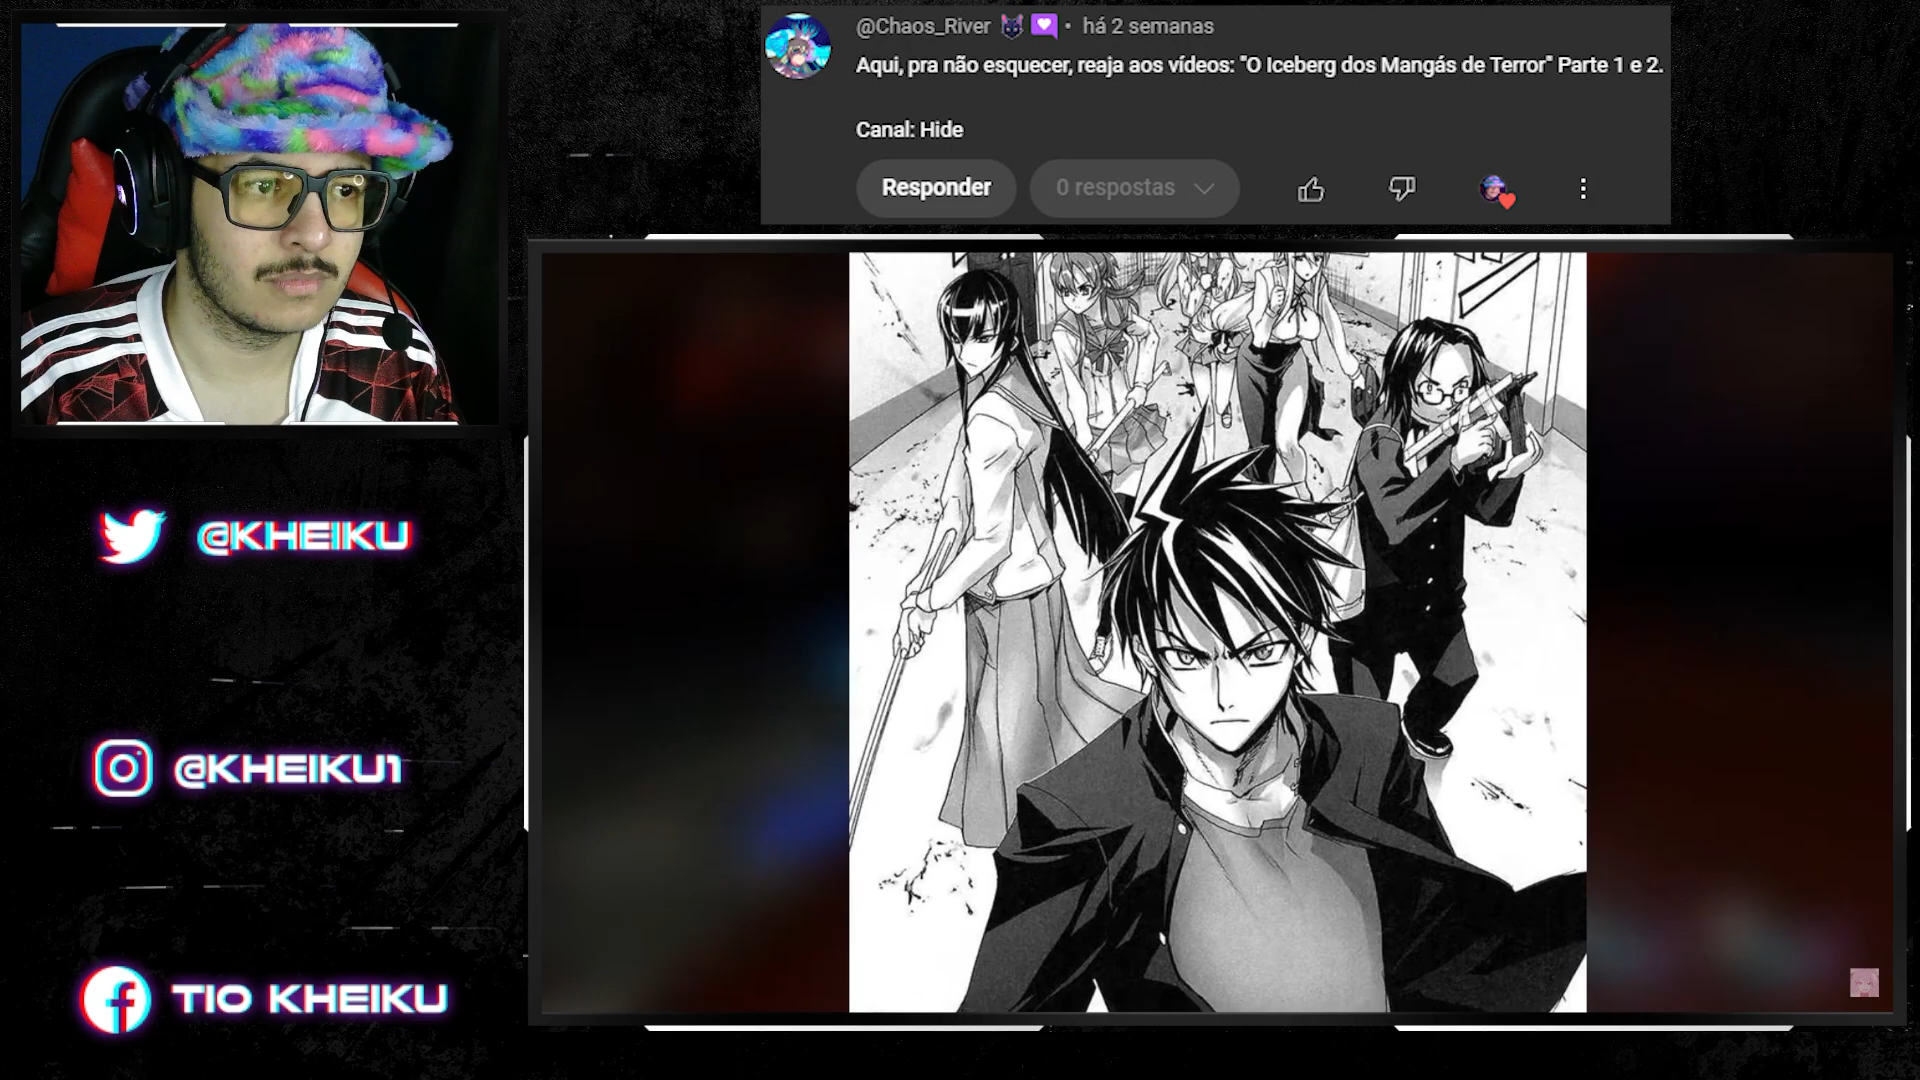 @Chaos_River • há 2 semanas
Aqui, pra não esquecer, reaja aos vídeos: "O Iceberg dos Mangás de Terror" Parte 1 e 2.
Canal: Hide
Responder
0 respostas
@KHEIKU
@KHEIKU1
TIO KHEIKU